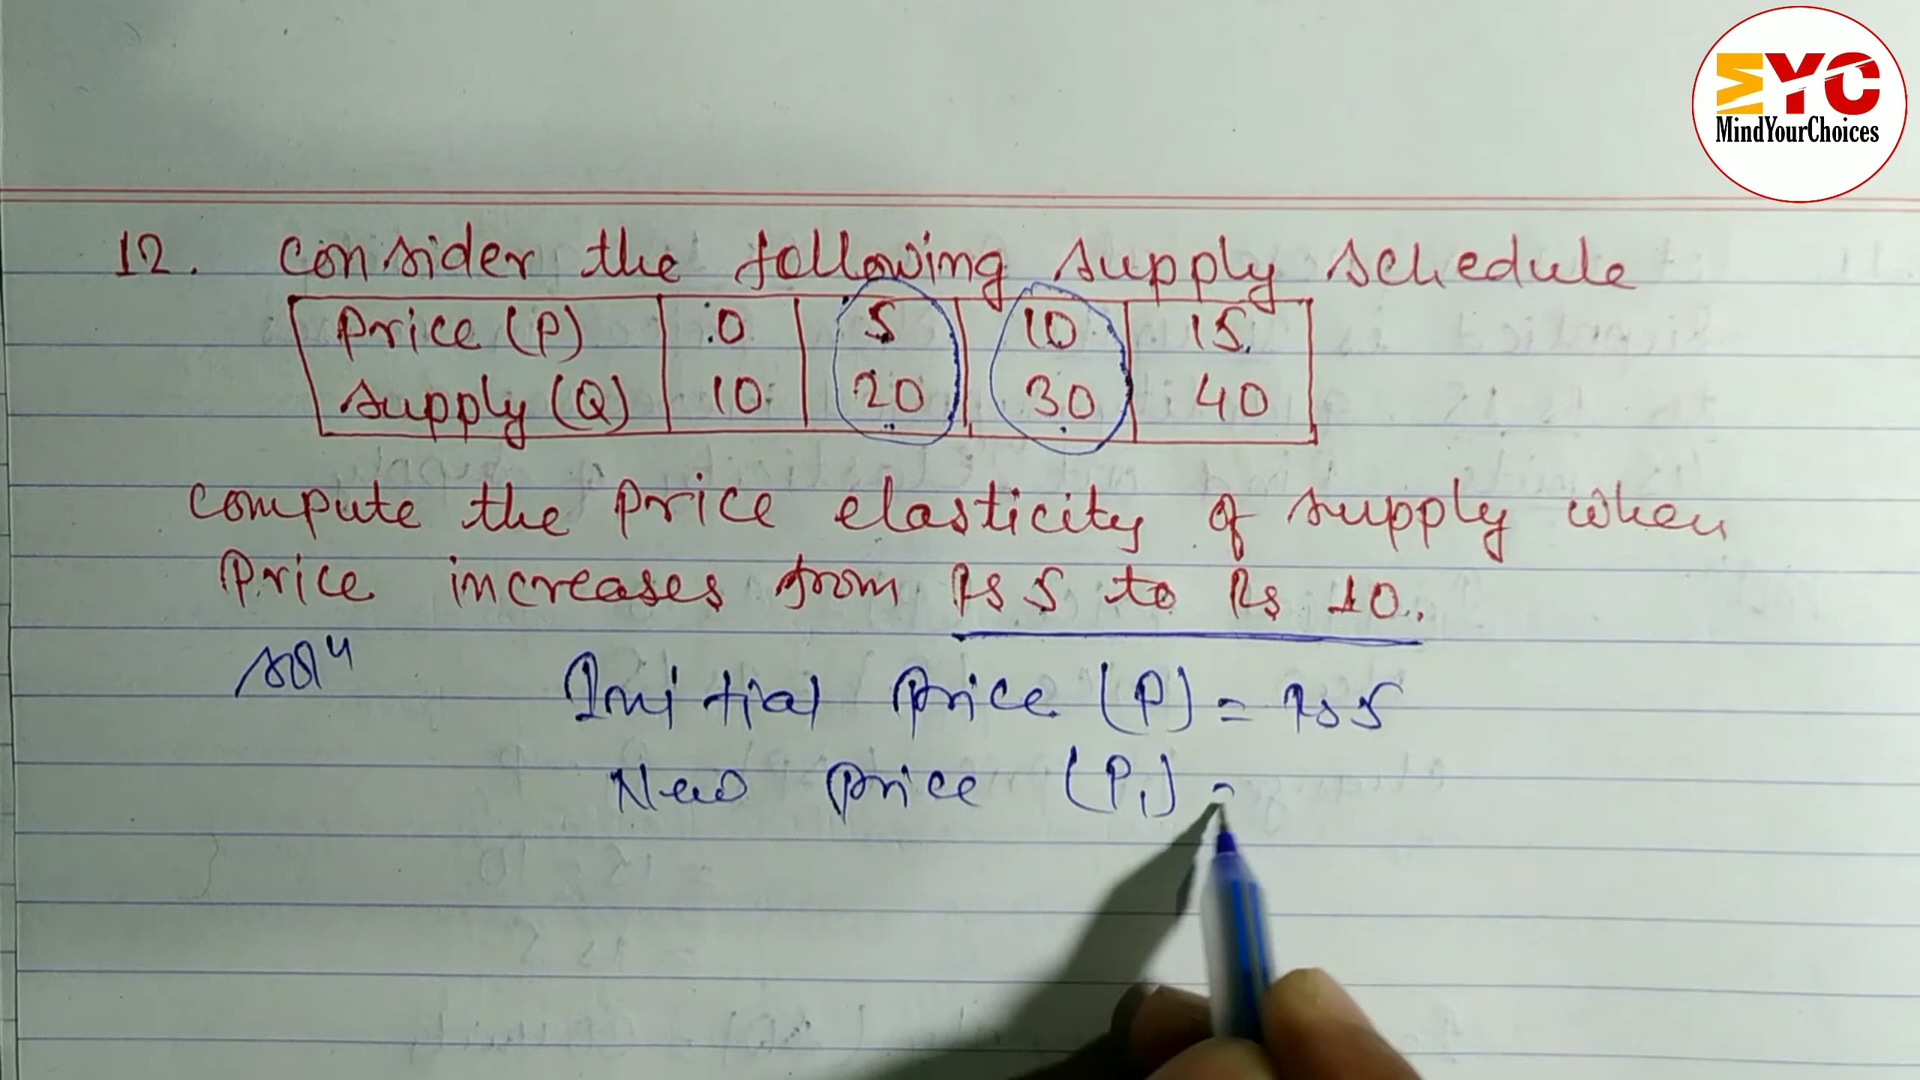 MYC
MindYourChoices
12. Consider the following supply schedule
Price (P) 0 5 10 15
Supply (Q) 10 20 30 40
Compute the price elasticity of supply when
Price increases from Rs 5 to Rs 10.
Solⁿ Initial Price (P) = Rs 5
New Price (P₁) =